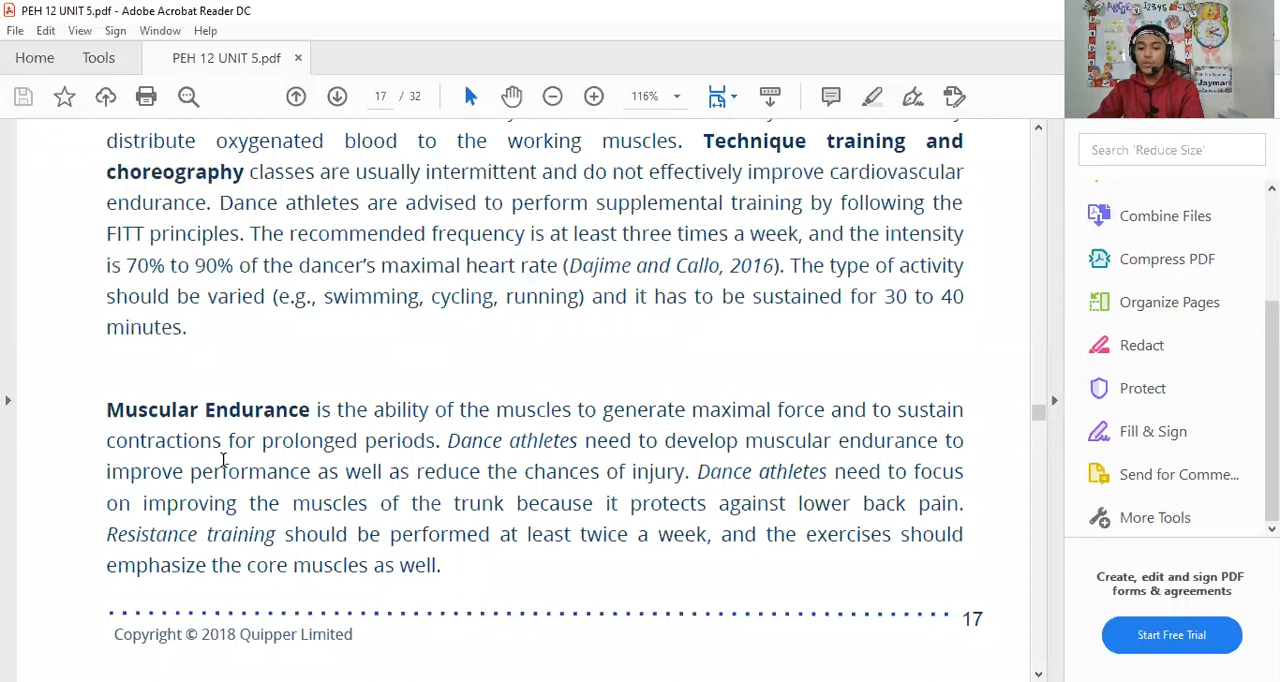 PEH 12 UNIT 5.pdf - Adobe Acrobat Reader DC
File Edit View Sign Window Help
Home Tools PEH 12 UNIT 5.pdf ×
17 / 32 116%
distribute oxygenated blood to the working muscles. Technique training and
choreography classes are usually intermittent and do not effectively improve cardiovascular
endurance. Dance athletes are advised to perform supplemental training by following the
FITT principles. The recommended frequency is at least three times a week, and the intensity
is 70% to 90% of the dancer’s maximal heart rate (Dajime and Callo, 2016). The type of activity
should be varied (e.g., swimming, cycling, running) and it has to be sustained for 30 to 40
minutes.
Muscular Endurance is the ability of the muscles to generate maximal force and to sustain
contractions for prolonged periods. Dance athletes need to develop muscular endurance to
improve performance as well as reduce the chances of injury. Dance athletes need to focus
on improving the muscles of the trunk because it protects against lower back pain.
Resistance training should be performed at least twice a week, and the exercises should
emphasize the core muscles as well.
17
Copyright © 2018 Quipper Limited
Search 'Reduce Size'
Combine Files
Compress PDF
Organize Pages
Redact
Protect
Fill & Sign
Send for Comme...
More Tools
Create, edit and sign PDF
forms & agreements
Start Free Trial
Jaymar